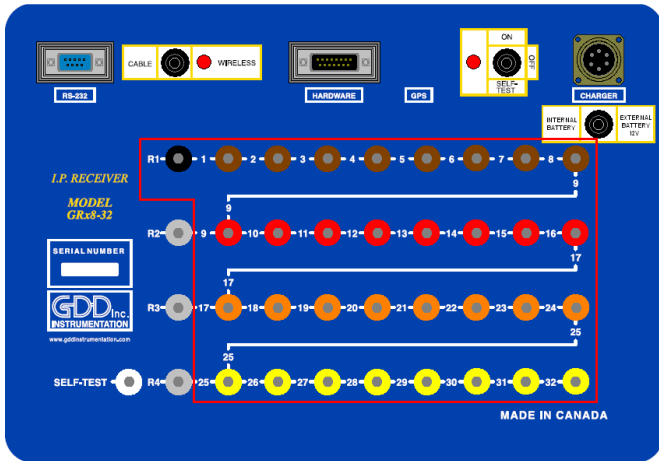 ON
OFF
CABLE
WIRELESS
SELF-
TEST
RS-232
HARDWARE
GPS
CHARGER
INTERNAL
BATTERY
EXTERNAL
BATTERY
12V
R1 1 2 3 4 5 6 7 8
9
I.P. RECEIVER
MODEL
GRx8-32
9
R2 9 10 11 12 13 14 15 16
17
SERIAL NUMBER
17
GDD Inc.
INSTRUMENTATION
R3 17 18 19 20 21 22 23 24
25
www.gddinstrumentation.com
25
SELF-TEST R4 25 26 27 28 29 30 31 32
MADE IN CANADA